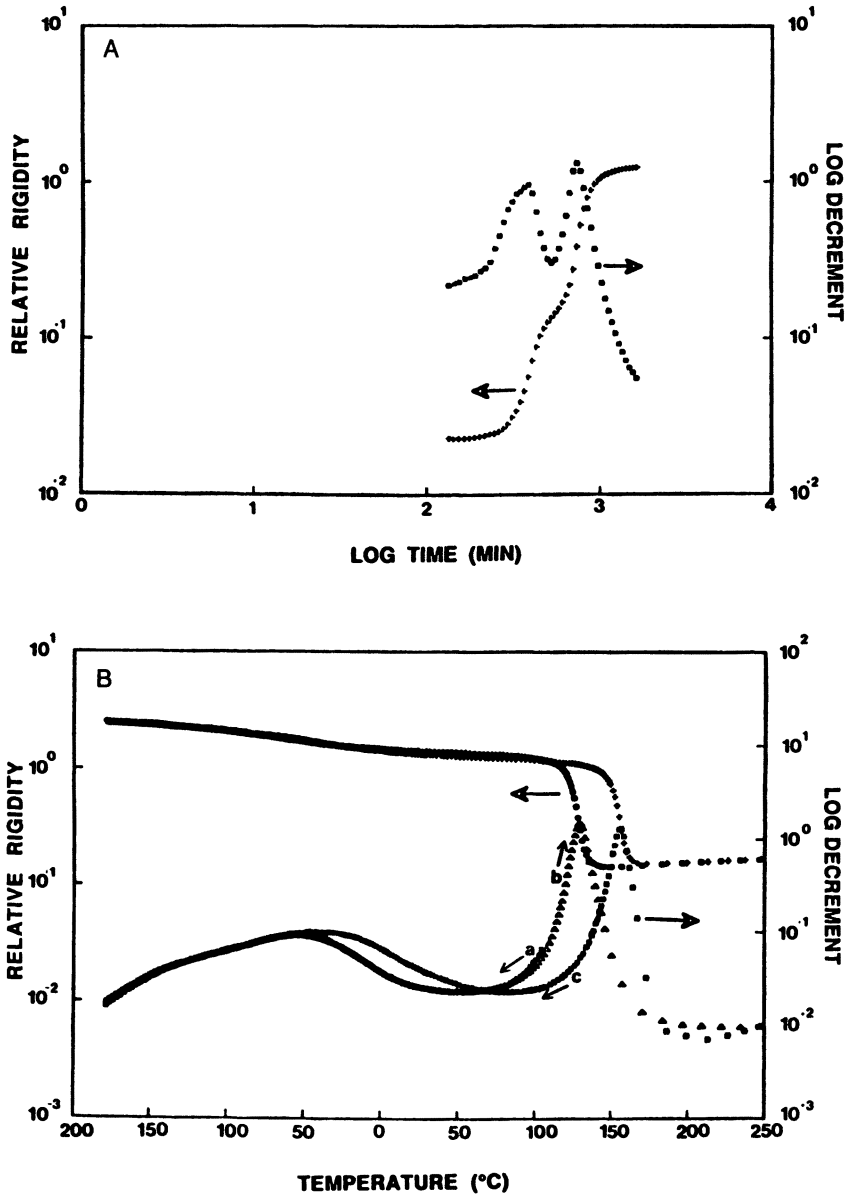 A
RELATIVE RIGIDITY
10¹
10⁰
10⁻¹
10⁻²
10¹
10⁰
10⁻¹
10⁻²
LOG DECREMENT
0 1 2 3 4
LOG TIME (MIN)
B
RELATIVE RIGIDITY
10¹
10⁰
10¹
10⁻²
10⁻³
10²
10¹
10⁰
10⁻¹
10⁻²
10⁻³
LOG DECREMENT
b
a
c
200 150 100 50 0 50 100 150 200 250
TEMPERATURE (°C)